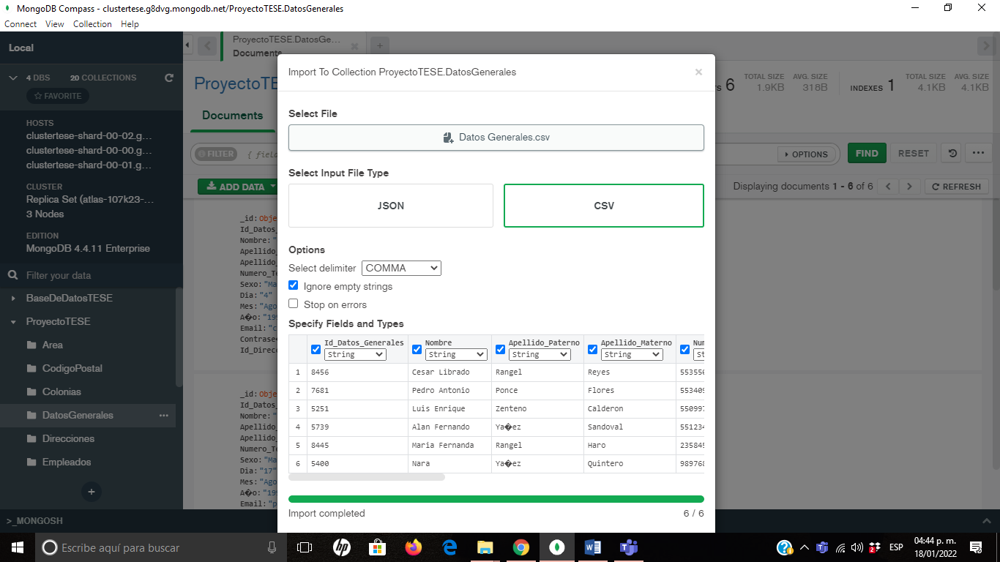 MongoDB Compass - clustertese.g8dvg.mongodb.net/ProyectoTESE.DatosGenerales
Connect View Collection Help
Local
4 DBS 20 COLLECTIONS
FAVORITE
HOSTS
clustertese-shard-00-02.g...
clustertese-shard-00-00.g...
clustertese-shard-00-01.g...
CLUSTER
Replica Set (atlas-107k23-...
3 Nodes
EDITION
MongoDB 4.4.11 Enterprise
Filter your data
BaseDeDatosTESE
ProyectoTESE
Area
CodigoPostal
Colonias
DatosGenerales ...
Direcciones
Empleados
+
>_MONGOSH
ProyectoTESE.DatosGe...
Documents
+
ProyectoTE
6
TOTAL SIZE AVG. SIZE
1.9KB 318B
INDEXES 1
TOTAL SIZE AVG. SIZE
4.1KB 4.1KB
Documents
FILTER { fiel
OPTIONS
FIND
RESET
...
ADD DATA
Displaying documents 1 - 6 of 6
REFRESH
_id: Obje
Id_Datos_
Nombre: "
Apellido_
Apellido_
Numero_Te
Sexo: "Ma
Dia: "4"
Mes: "Ago
A�o: "199
Email: "c
Contrase�
Id_Direc
_id: Obje
Id_Datos_
Nombre: "
Apellido_
Apellido_
Numero_Te
Sexo: "Ma
Dia: "17"
Mes: "Ago
A�o: "199
Email: "p
Import To Collection ProyectoTESE.DatosGenerales
×
Select File
Datos Generales.csv
Select Input File Type
JSON
CSV
Options
Select delimiter COMMA
Ignore empty strings
Stop on errors
Specify Fields and Types
Id_Datos_Generales Nombre Apellido_Paterno Apellido_Materno Num
String String String String St
1 8456 Cesar Librado Rangel Reyes 553556
2 7681 Pedro Antonio Ponce Flores 553409
3 5251 Luis Enrique Zenteno Calderon 550997
4 5739 Alan Fernando Ya�ez Sandoval 551234
5 8445 Maria Fernanda Rangel Haro 235845
6 5400 Nara Ya�ez Quintero 989768
Import completed 6 / 6
Escribe aquí para buscar
ESP
04:44 p. m.
18/01/2022